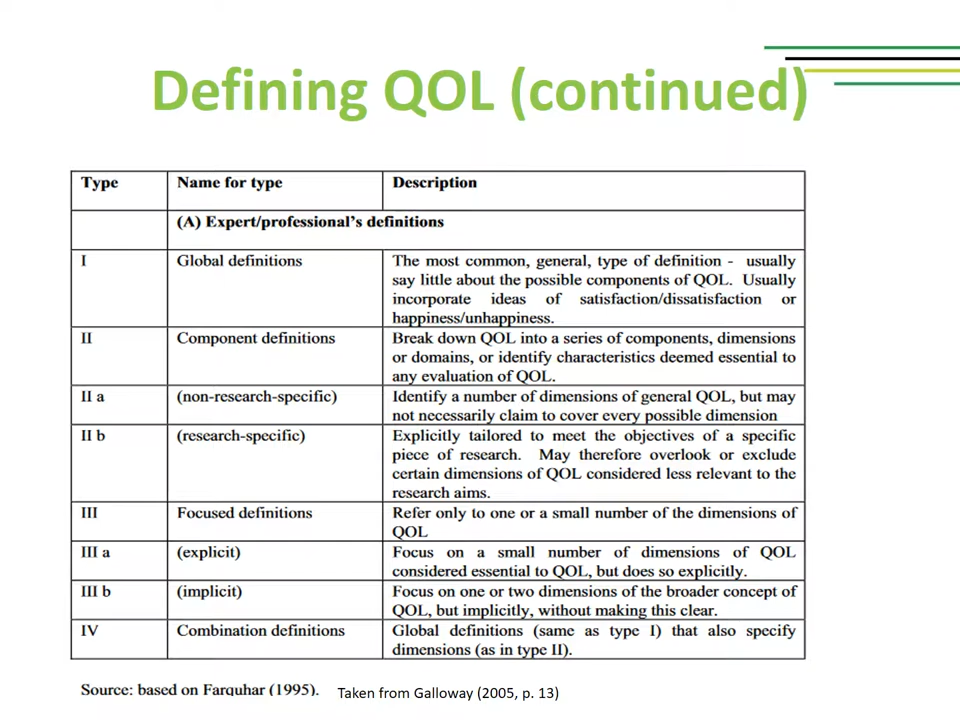 Defining QOL (continued)
Type Name for type Description
(A) Expert/professional's definitions
I Global definitions The most common, general, type of definition - usually
say little about the possible components of QOL. Usually
incorporate ideas of satisfaction/dissatisfaction or
happiness/unhappiness.
II Component definitions Break down QOL into a series of components, dimensions
or domains, or identify characteristics deemed essential to
any evaluation of QOL.
II a (non-research-specific) Identify a number of dimensions of general QOL, but may
not necessarily claim to cover every possible dimension
II b (research-specific) Explicitly tailored to meet the objectives of a specific
piece of research. May therefore overlook or exclude
certain dimensions of QOL considered less relevant to the
research aims.
III Focused definitions Refer only to one or a small number of the dimensions of
QOL
III a (explicit) Focus on a small number of dimensions of QOL
considered essential to QOL, but does so explicitly.
III b (implicit) Focus on one or two dimensions of the broader concept of
QOL, but implicitly, without making this clear.
IV Combination definitions Global definitions (same as type I) that also specify
dimensions (as in type II).
Source: based on Farquhar (1995). Taken from Galloway (2005, p. 13)